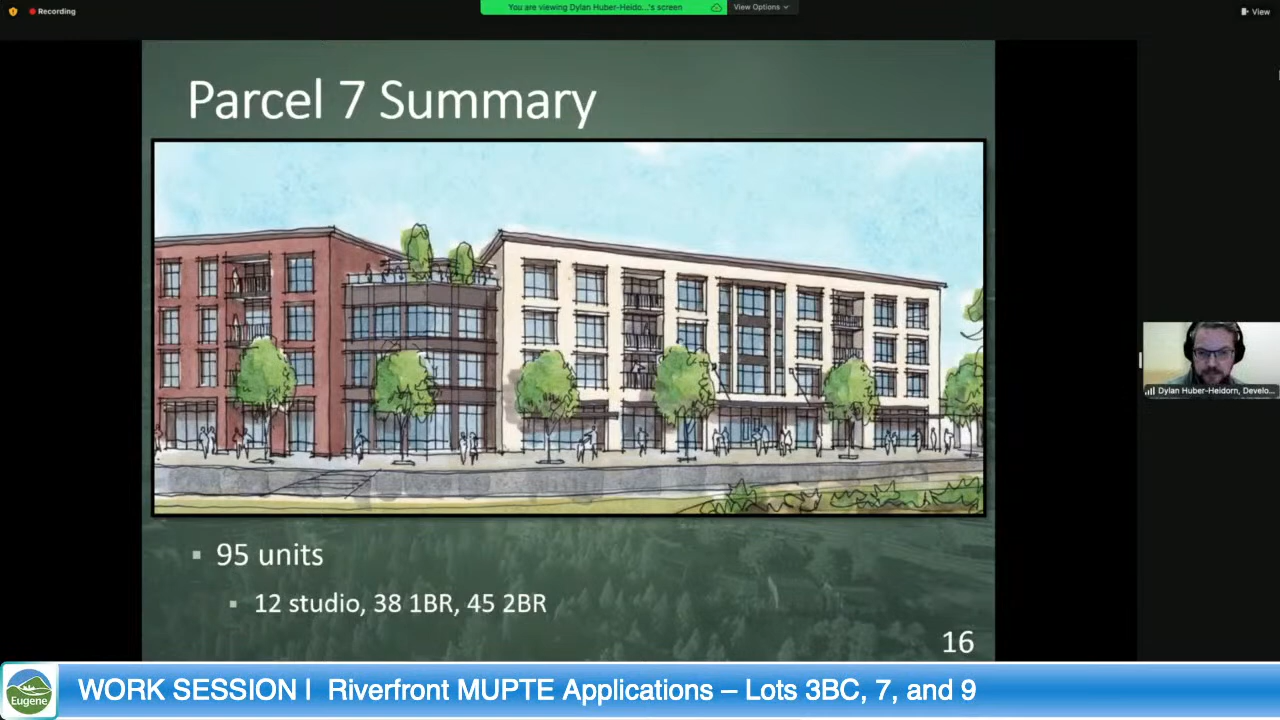 Recording
You are viewing Dylan Huber-Heido...'s screen
View Options
View
Parcel 7 Summary
95 units
12 studio, 38 1BR, 45 2BR
16
Dylan Huber-Heidorn, Develo...
Eugene
WORK SESSION | Riverfront MUPTE Applications – Lots 3BC, 7, and 9